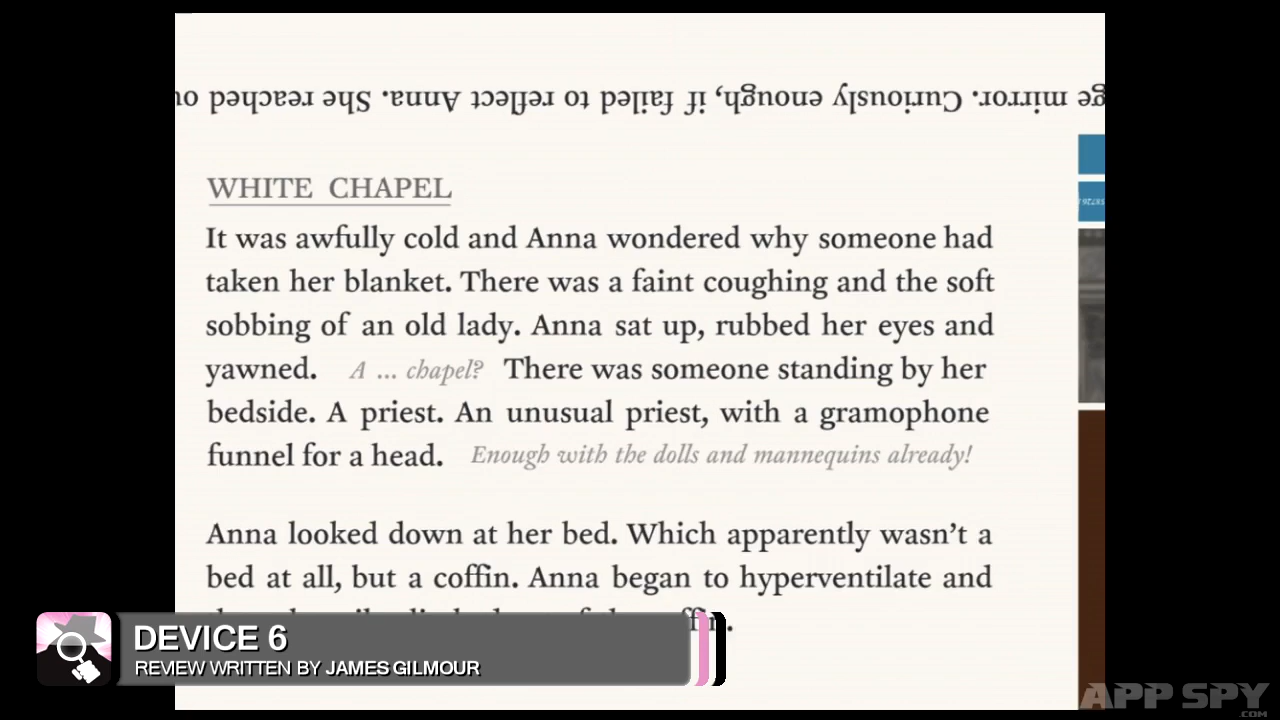 ge mirror. Curiously enough, if failed to reflect Anna. She reached ou
WHITE CHAPEL
It was awfully cold and Anna wondered why someone had
taken her blanket. There was a faint coughing and the soft
sobbing of an old lady. Anna sat up, rubbed her eyes and
yawned. A ... chapel? There was someone standing by her
bedside. A priest. An unusual priest, with a gramophone
funnel for a head. Enough with the dolls and mannequins already!
Anna looked down at her bed. Which apparently wasn't a
bed at all, but a coffin. Anna began to hyperventilate and
DEVICE 6
REVIEW WRITTEN BY JAMES GILMOUR
APP SPY
.COM